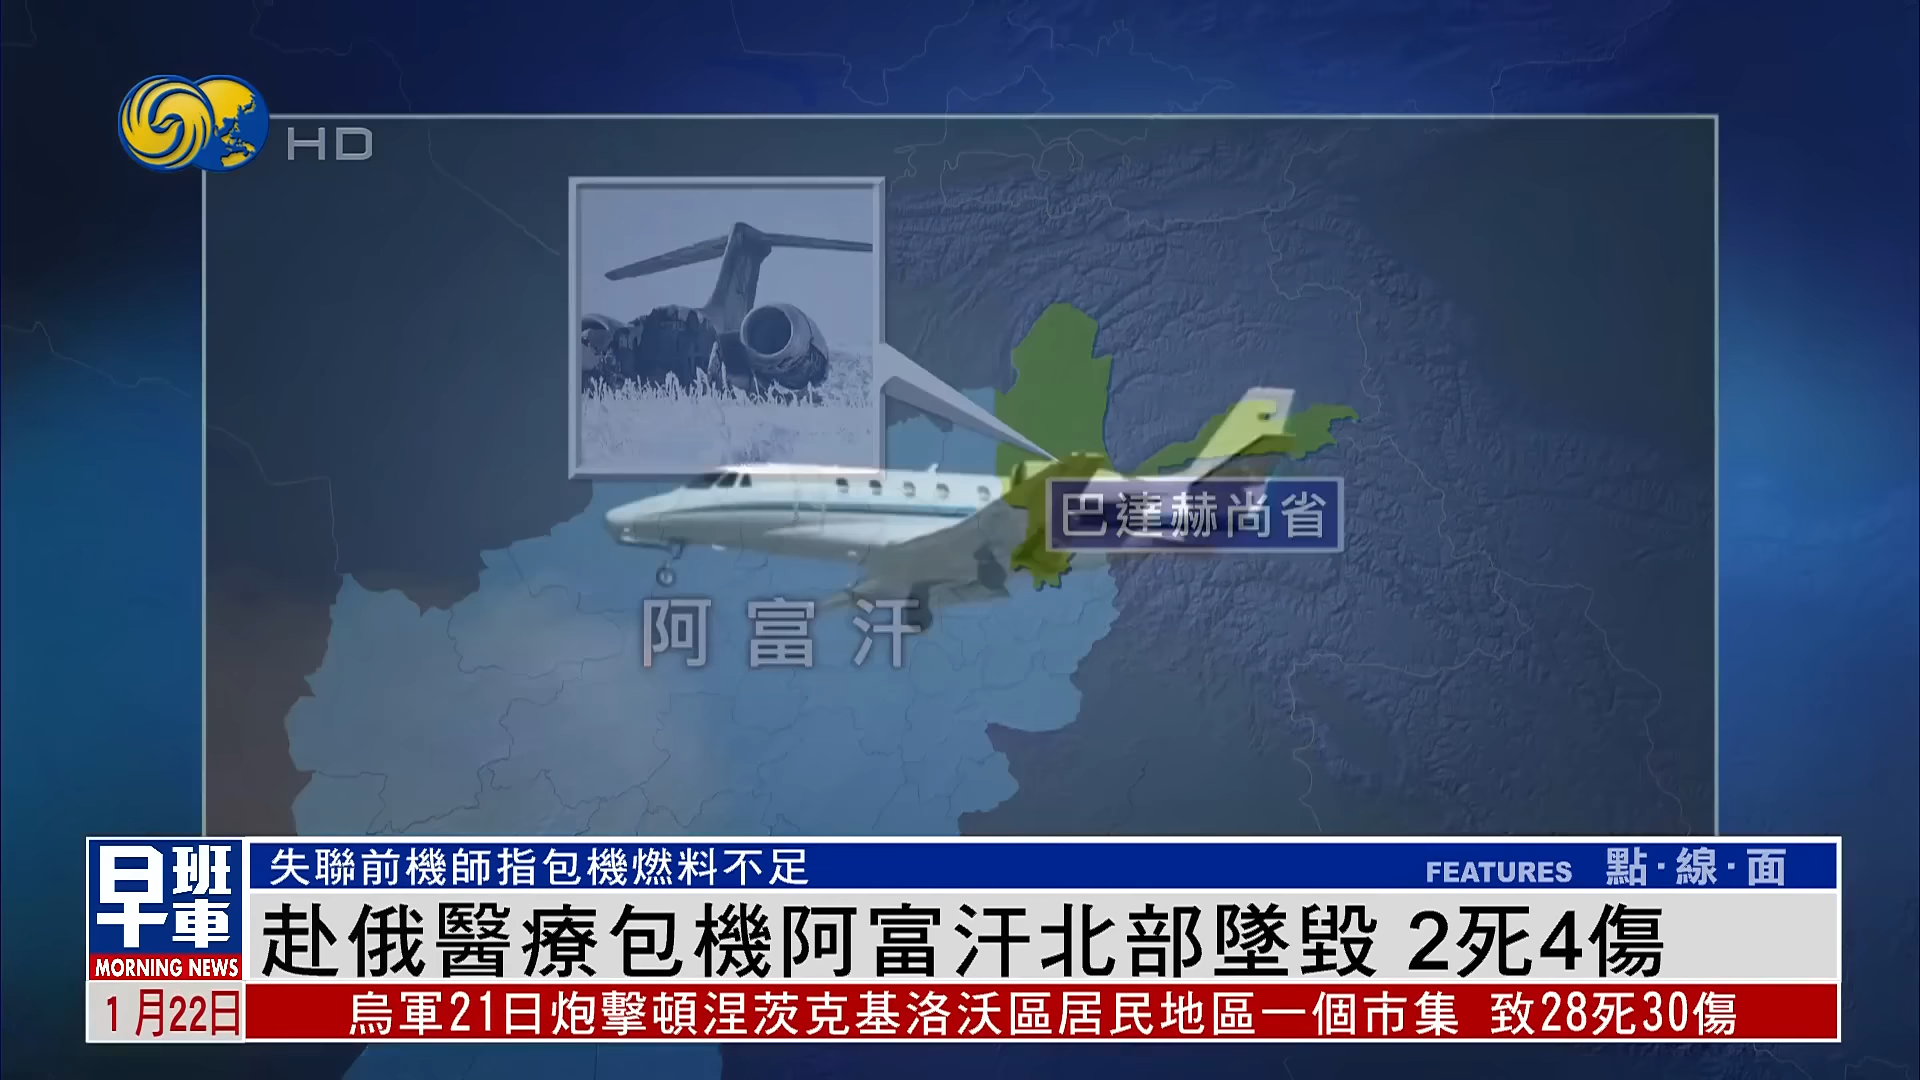 HD
巴達赫尚省
阿富汗
失聯前機師指包機燃料不足
FEATURES 點·線·面
早班車
MORNING NEWS
赴俄醫療包機阿富汗北部墜毀 2死4傷
1月22日
烏軍21日炮擊頓涅茨克基洛沃區居民地區一個市集 致28死30傷